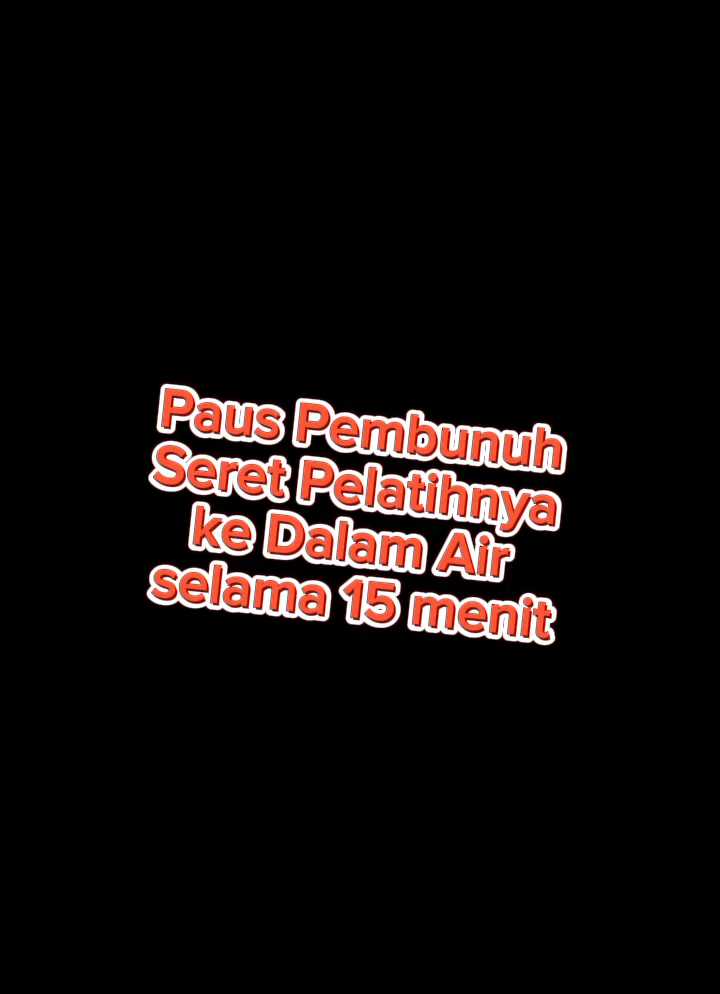 Paus Pembunuh
Seret Pelatihnya
ke Dalam Air
selama 15 menit